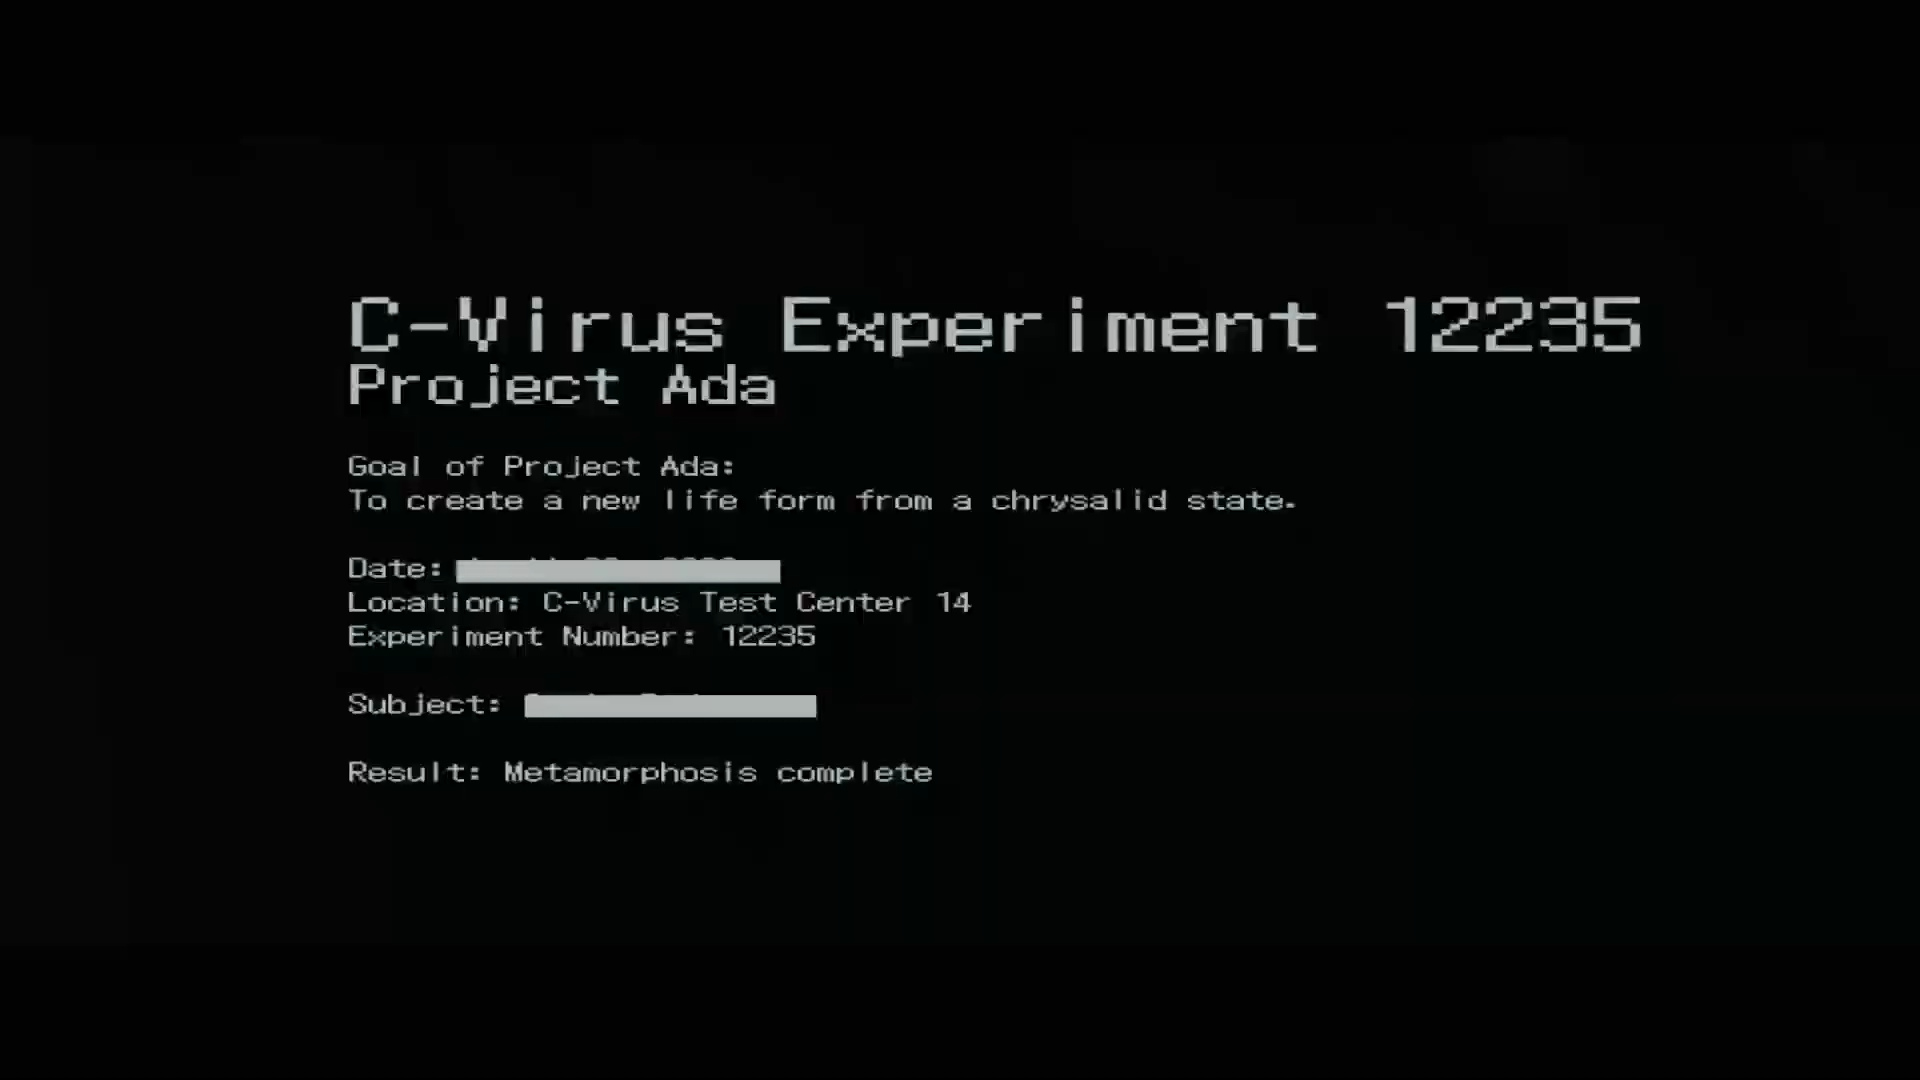 C-Virus Experiment 12235
Project Ada
Goal of Project Ada:
To create a new life form from a chrysalid state.
Date:
Location: C-Virus Test Center 14
Experiment Number: 12235
Subject:
Result: Metamorphosis complete